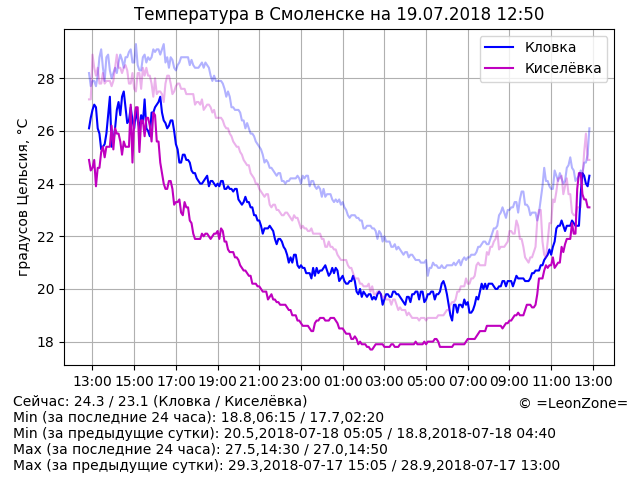 Температура в Смоленске на 19.07.2018 12:50
Кловка
Киселёвка
градусов Цельсия, °C
28
26
24
22
20
18
13:00 15:00 17:00 19:00 21:00 23:00 01:00 03:00 05:00 07:00 09:00 11:00 13:00
Сейчас: 24.3 / 23.1 (Кловка / Киселёвка)
© =LeonZone=
Min (за последние 24 часа): 18.8,06:15 / 17.7,02:20
Min (за предыдущие сутки): 20.5,2018-07-18 05:05 / 18.8,2018-07-18 04:40
Max (за последние 24 часа): 27.5,14:30 / 27.0,14:50
Max (за предыдущие сутки): 29.3,2018-07-17 15:05 / 28.9,2018-07-17 13:00